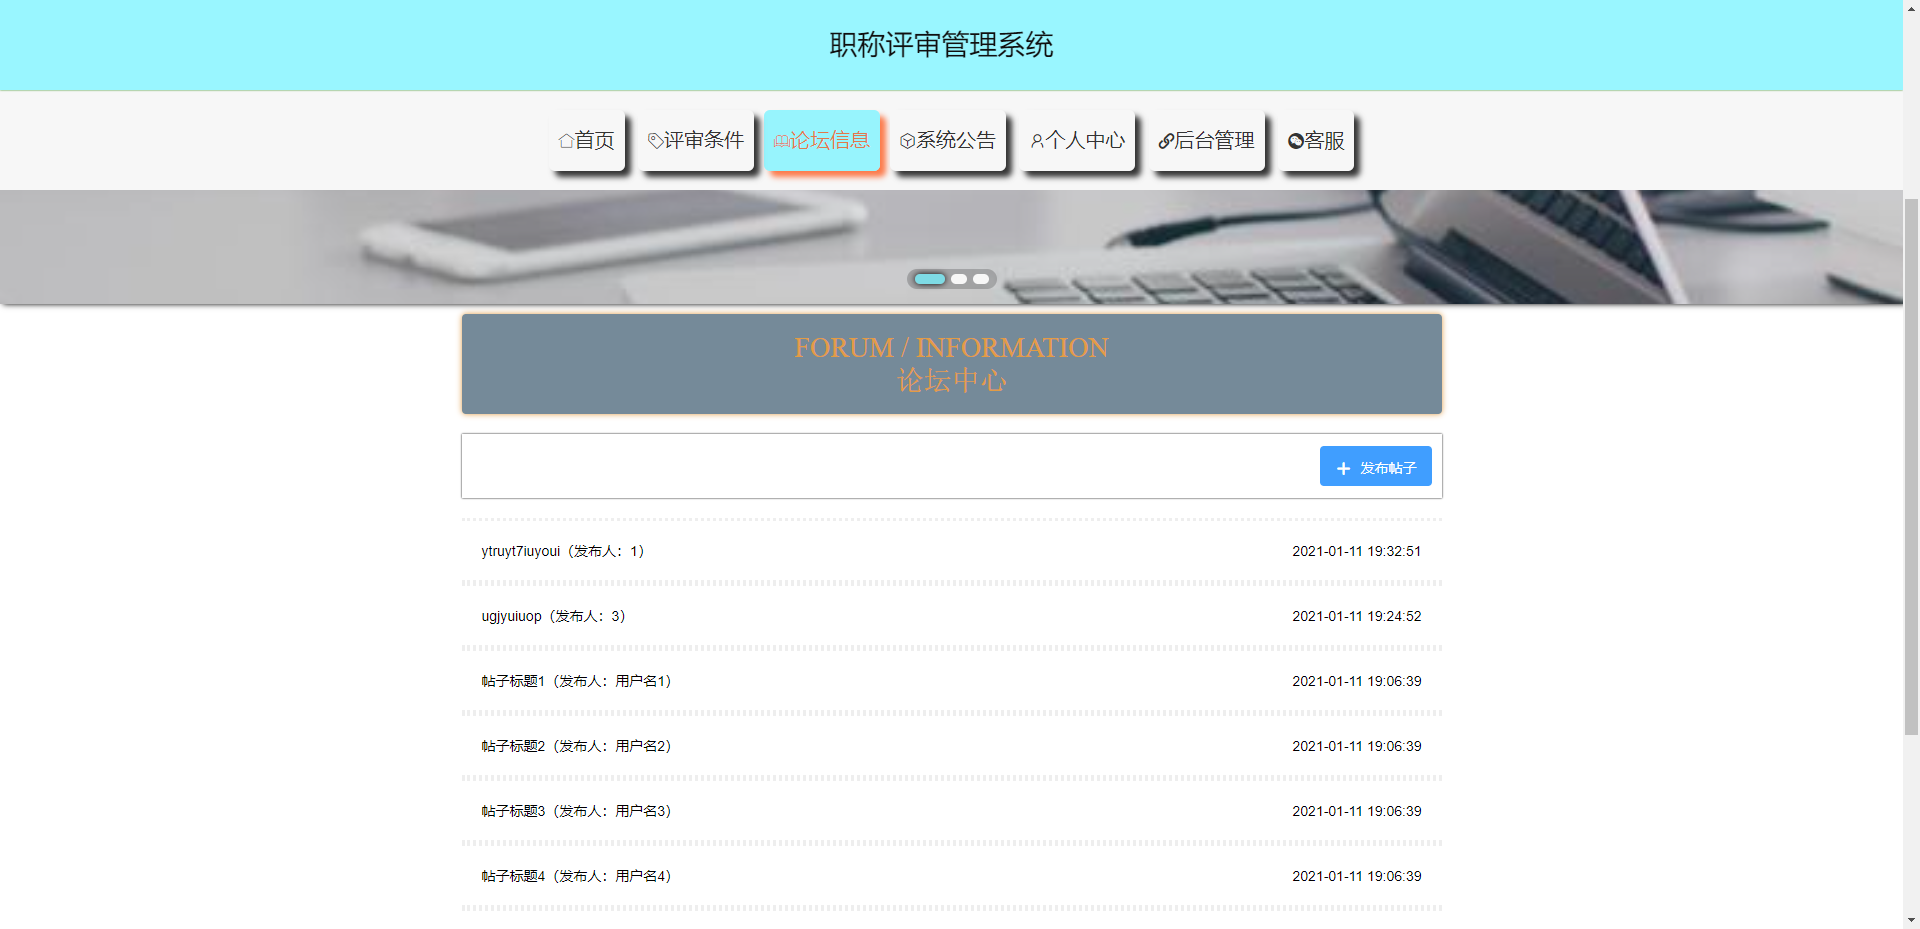 职称评审管理系统
首页 评审条件 论坛信息 系统公告 个人中心 后台管理 客服
FORUM / INFORMATION
论坛中心
发布帖子
ytruyt7iuyoui（发布人：1） 2021-01-11 19:32:51
ugjyuiuop（发布人：3） 2021-01-11 19:24:52
帖子标题1（发布人：用户名1） 2021-01-11 19:06:39
帖子标题2（发布人：用户名2） 2021-01-11 19:06:39
帖子标题3（发布人：用户名3） 2021-01-11 19:06:39
帖子标题4（发布人：用户名4） 2021-01-11 19:06:39